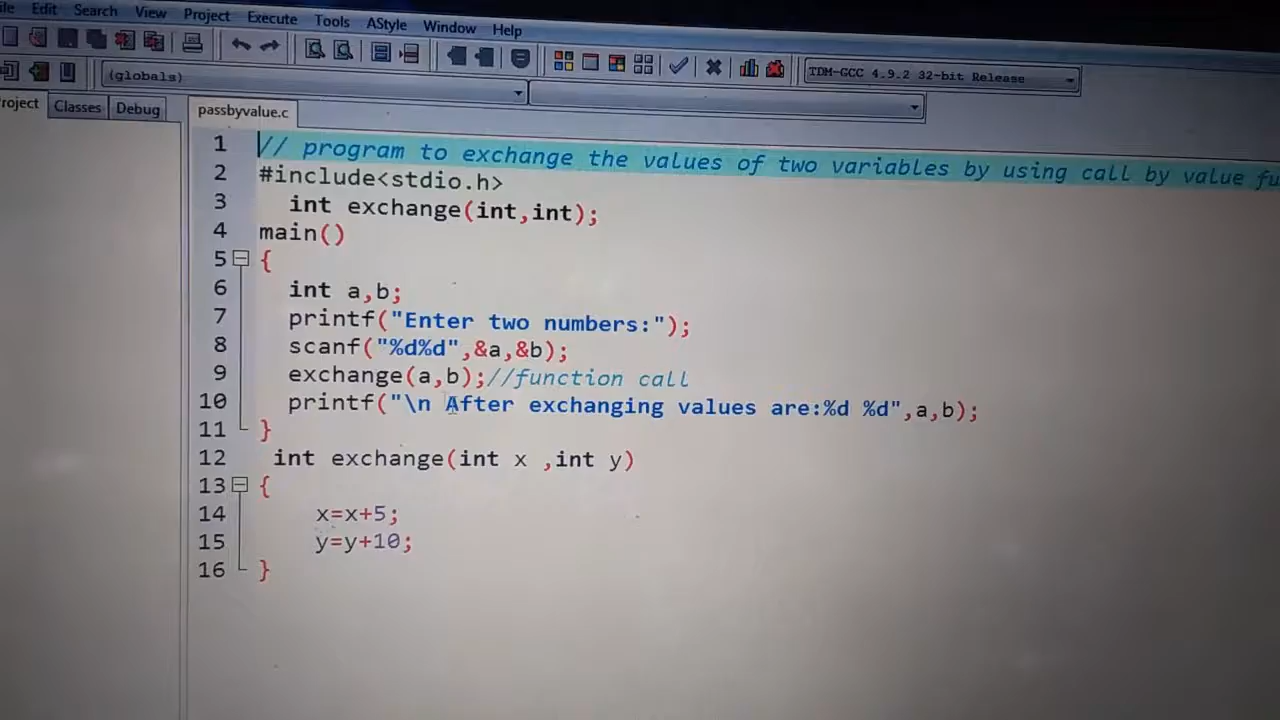 Edit Search View Project Execute Tools AStyle Window Help
(globals)
TDM-GCC 4.9.2 32-bit Release
Classes Debug
passbyvalue.c
1 // program to exchange the values of two variables by using call by value
2 #include<stdio.h>
3 int exchange(int,int);
4 main()
5 {
6 int a,b;
7 printf("Enter two numbers:");
8 scanf("%d%d",&a,&b);
9 exchange(a,b);//function call
10 printf("\n After exchanging values are:%d %d",a,b);
11 }
12 int exchange(int x ,int y)
13 {
14 x=x+5;
15 y=y+10;
16 }